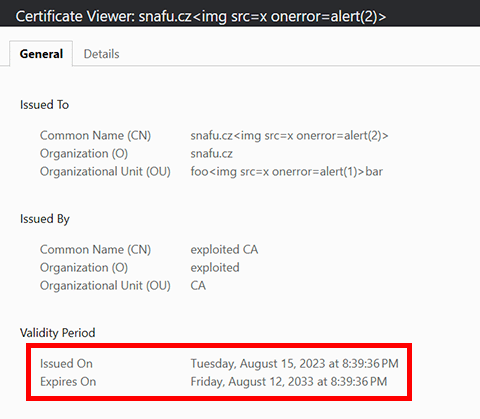 Certificate Viewer: snafu.cz<img src=x onerror=alert(2)>
General Details
Issued To
Common Name (CN) snafu.cz<img src=x onerror=alert(2)>
Organization (O) snafu.cz
Organizational Unit (OU) foo<img src=x onerror=alert(1)>bar
Issued By
Common Name (CN) exploited CA
Organization (O) exploited
Organizational Unit (OU) CA
Validity Period
Issued On Tuesday, August 15, 2023 at 8:39:36 PM
Expires On Friday, August 12, 2033 at 8:39:36 PM